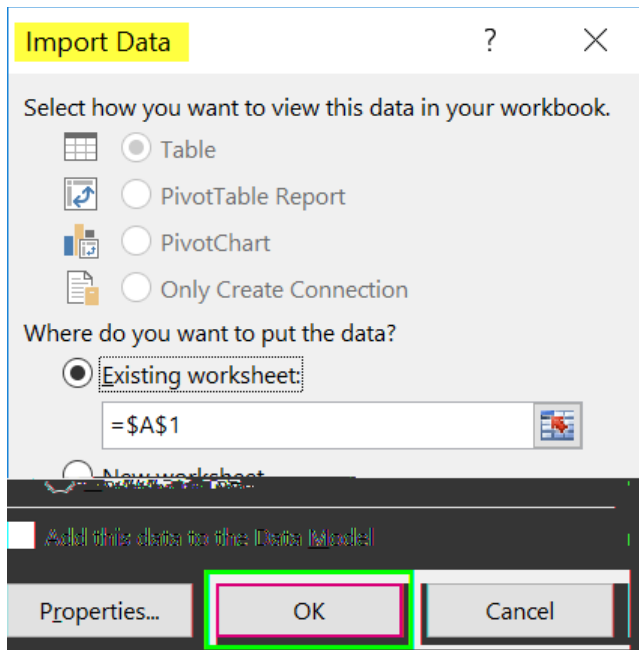 Import Data ?
Select how you want to view this data in your workbook.
Table
PivotTable Report
PivotChart
Only Create Connection
Where do you want to put the data?
Existing worksheet:
=$A$1
New worksheet
Add this data to the Data Model
Properties... OK Cancel